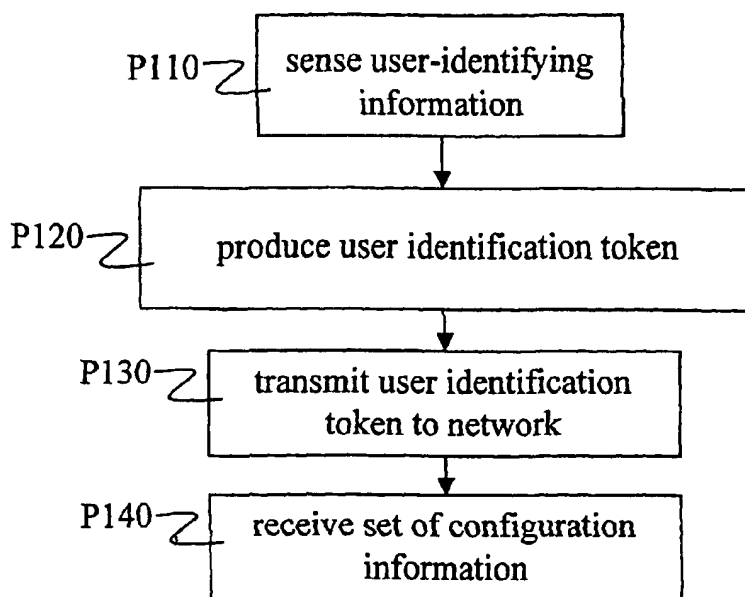 P110
sense user-identifying
information
P120
produce user identification token
P130
transmit user identification
token to network
P140
receive set of configuration
information